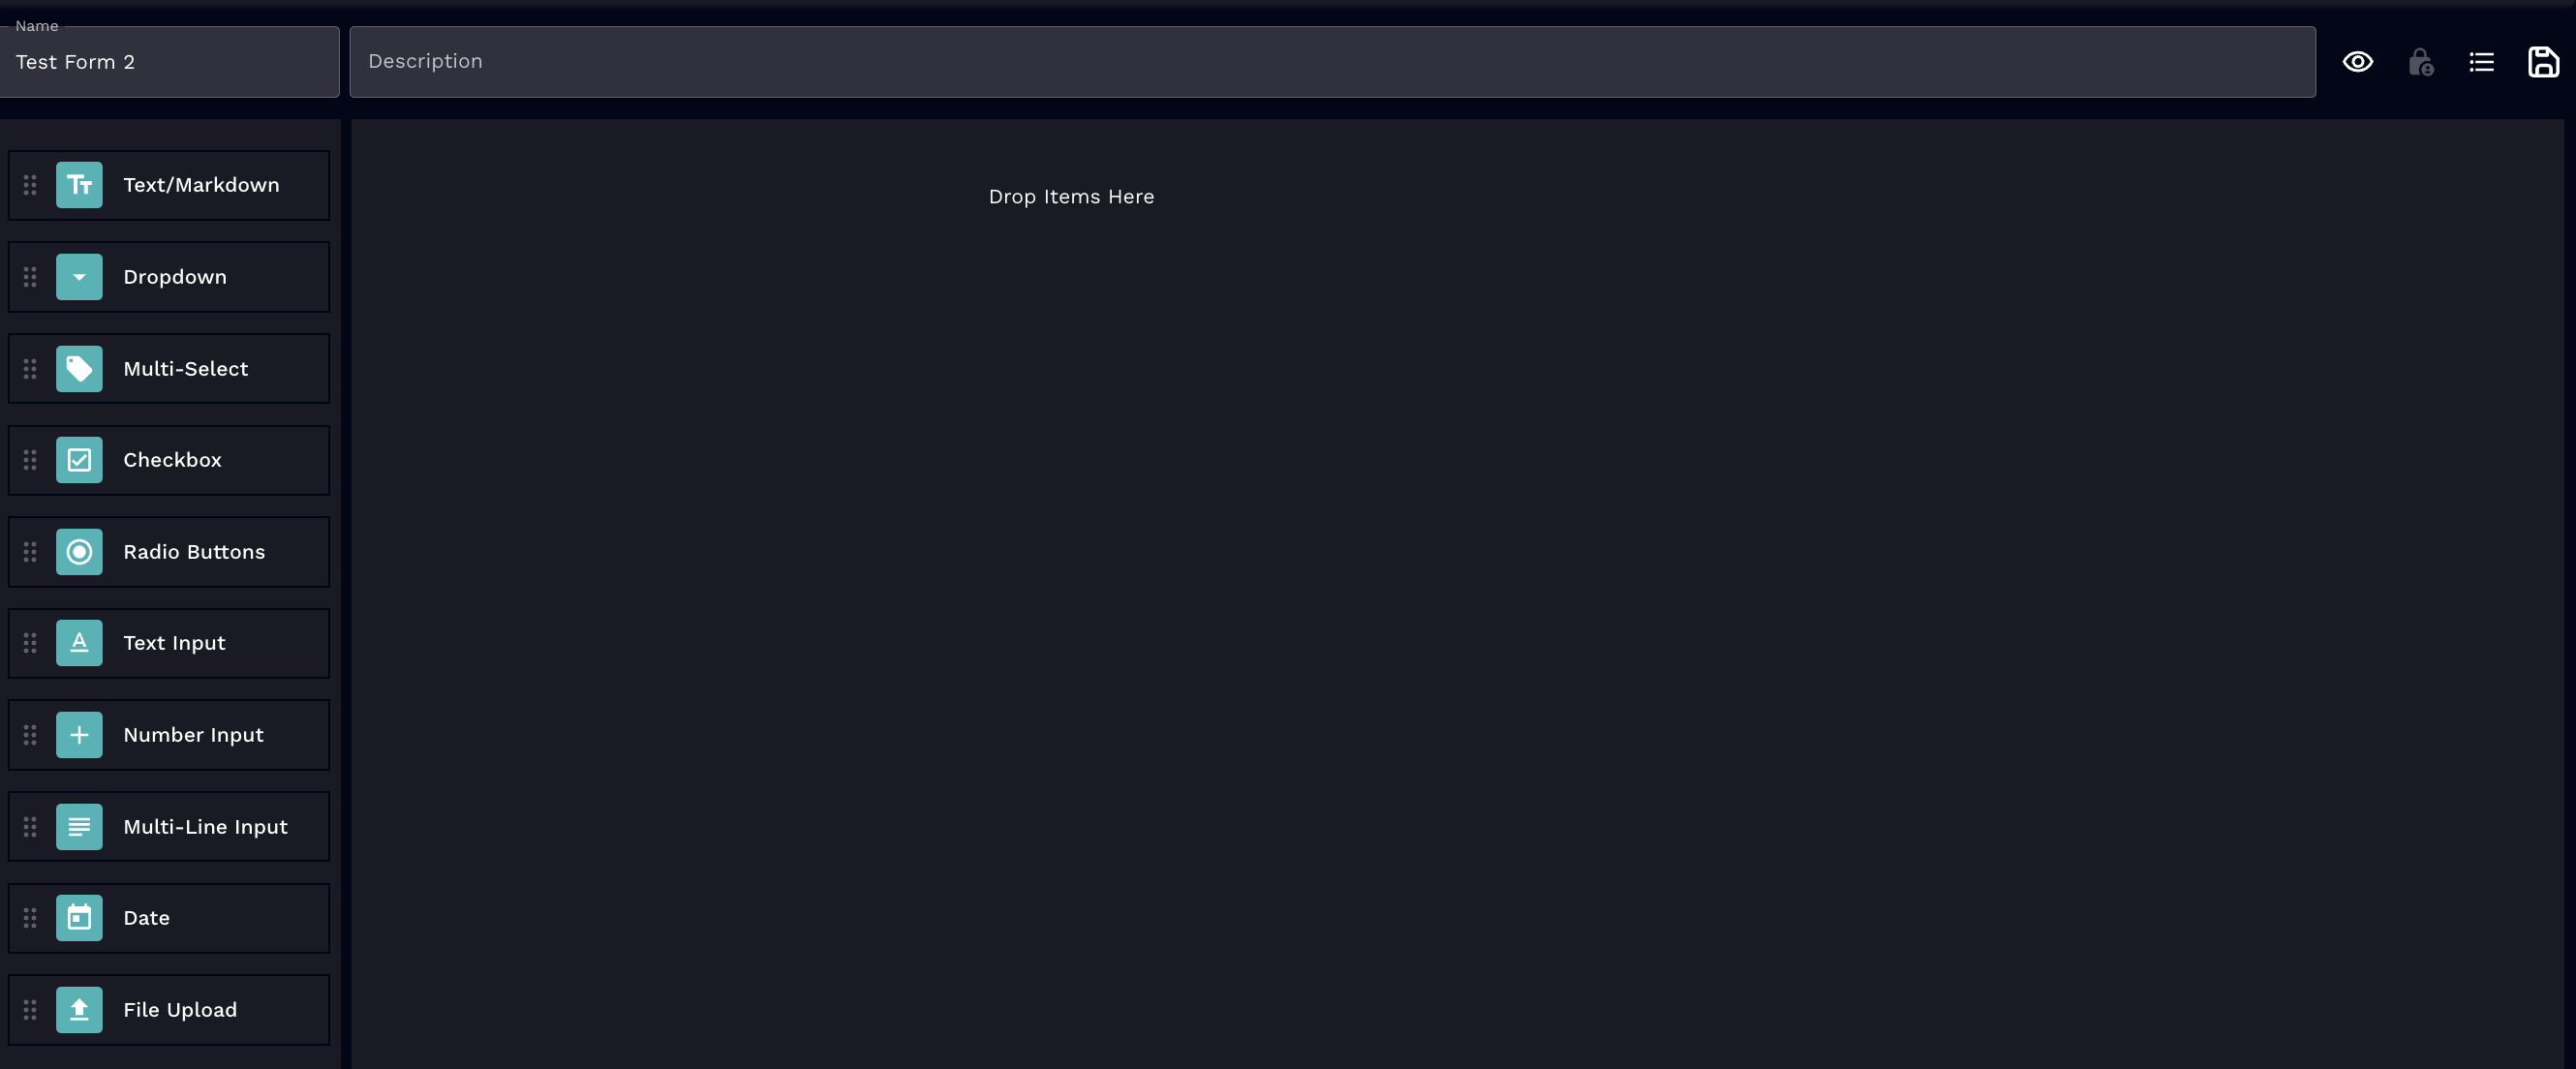 Name
Test Form 2
Description
Text/Markdown
Drop Items Here
Dropdown
Multi-Select
Checkbox
Radio Buttons
Text Input
Number Input
Multi-Line Input
Date
File Upload